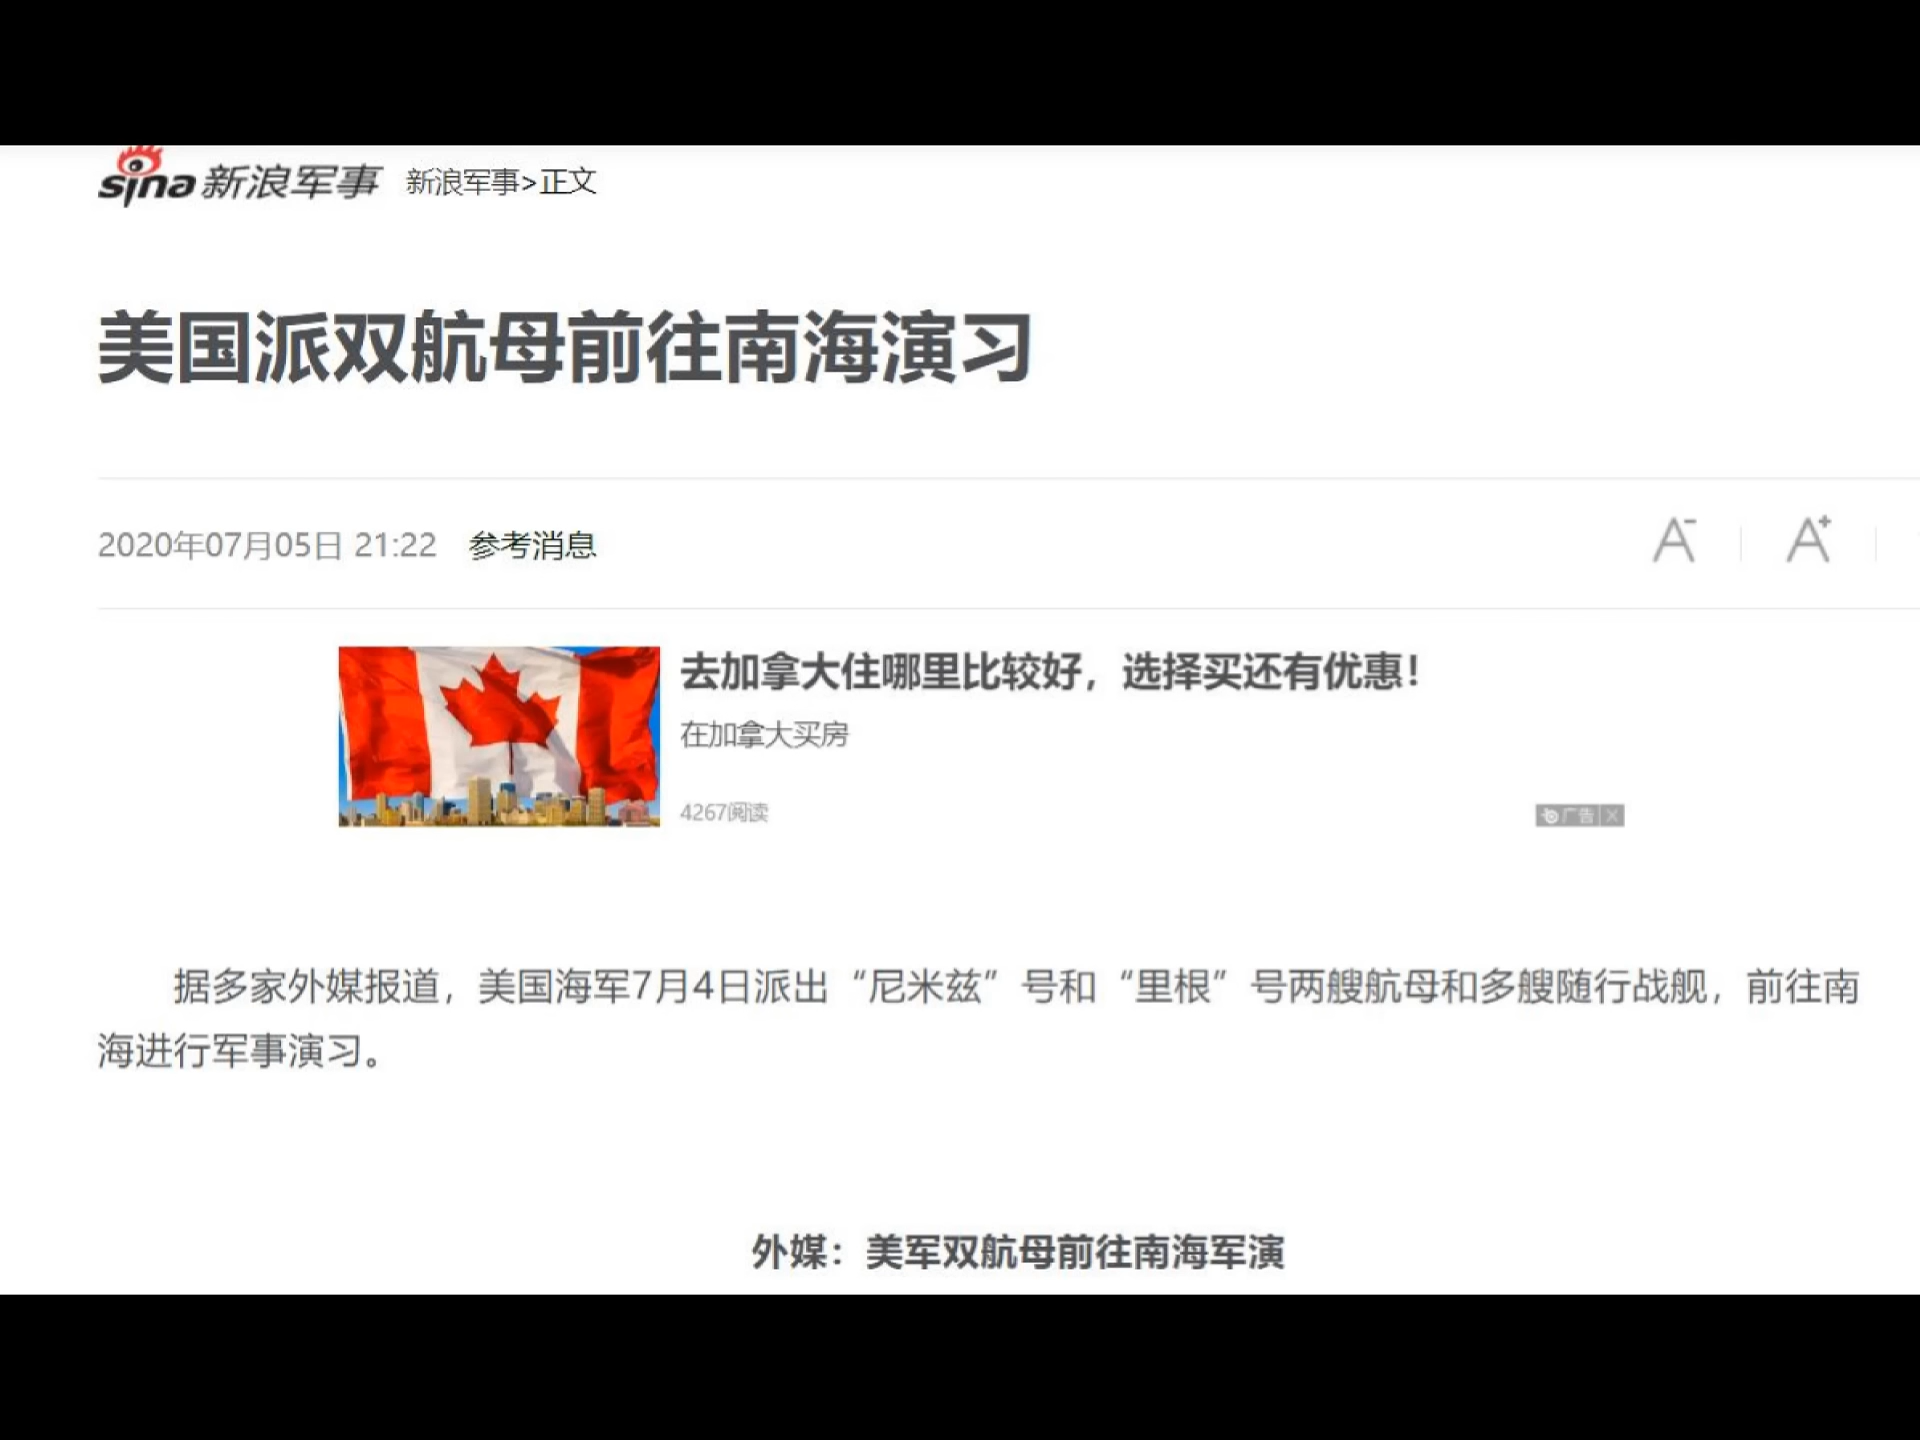 sina 新浪军事 新浪军事>正文
美国派双航母前往南海演习
2020年07月05日 21:22 参考消息 A- A+
去加拿大住哪里比较好，选择买还有优惠！
在加拿大买房
4267阅读 广告 X
据多家外媒报道，美国海军7月4日派出“尼米兹”号和“里根”号两艘航母和多艘随行战舰，前往南
海进行军事演习。
外媒：美军双航母前往南海军演